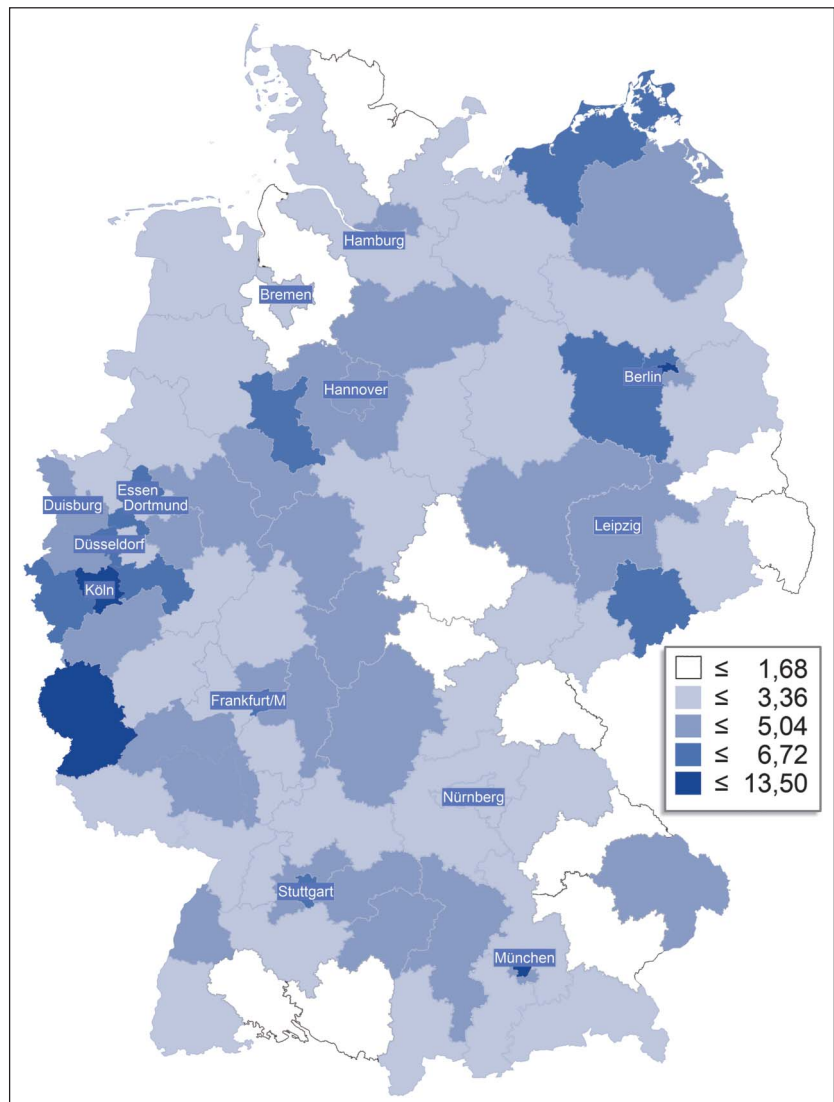 Hamburg
Bremen
Hannover
Berlin
Essen
Duisburg
Dortmund
Leipzig
Düsseldorf
Köln
Frankfurt/M
Nürnberg
Stuttgart
München
≤ 1,68
≤ 3,36
≤ 5,04
≤ 6,72
≤ 13,50